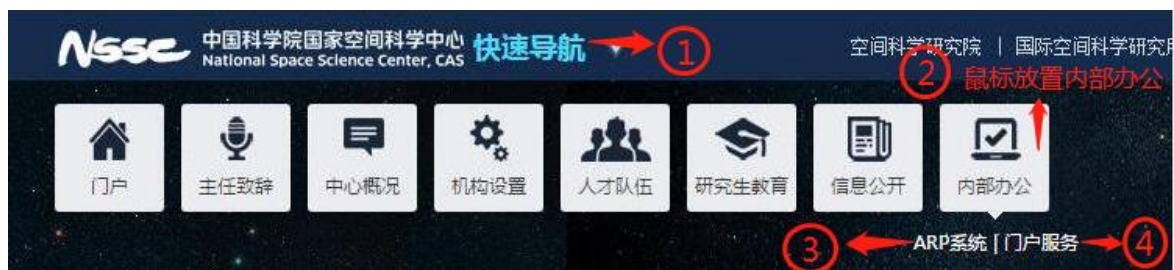 NSSC 中国科学院国家空间科学中心 快速导航 ① 空间科学研究院 | 国际空间科学研究
National Space Science Center, CAS
② 鼠标放置内部办公
门户 主任致辞 中心概况 机构设置 人才队伍 研究生教育 信息公开 内部办公
③ ARP系统 | 门户服务 ④